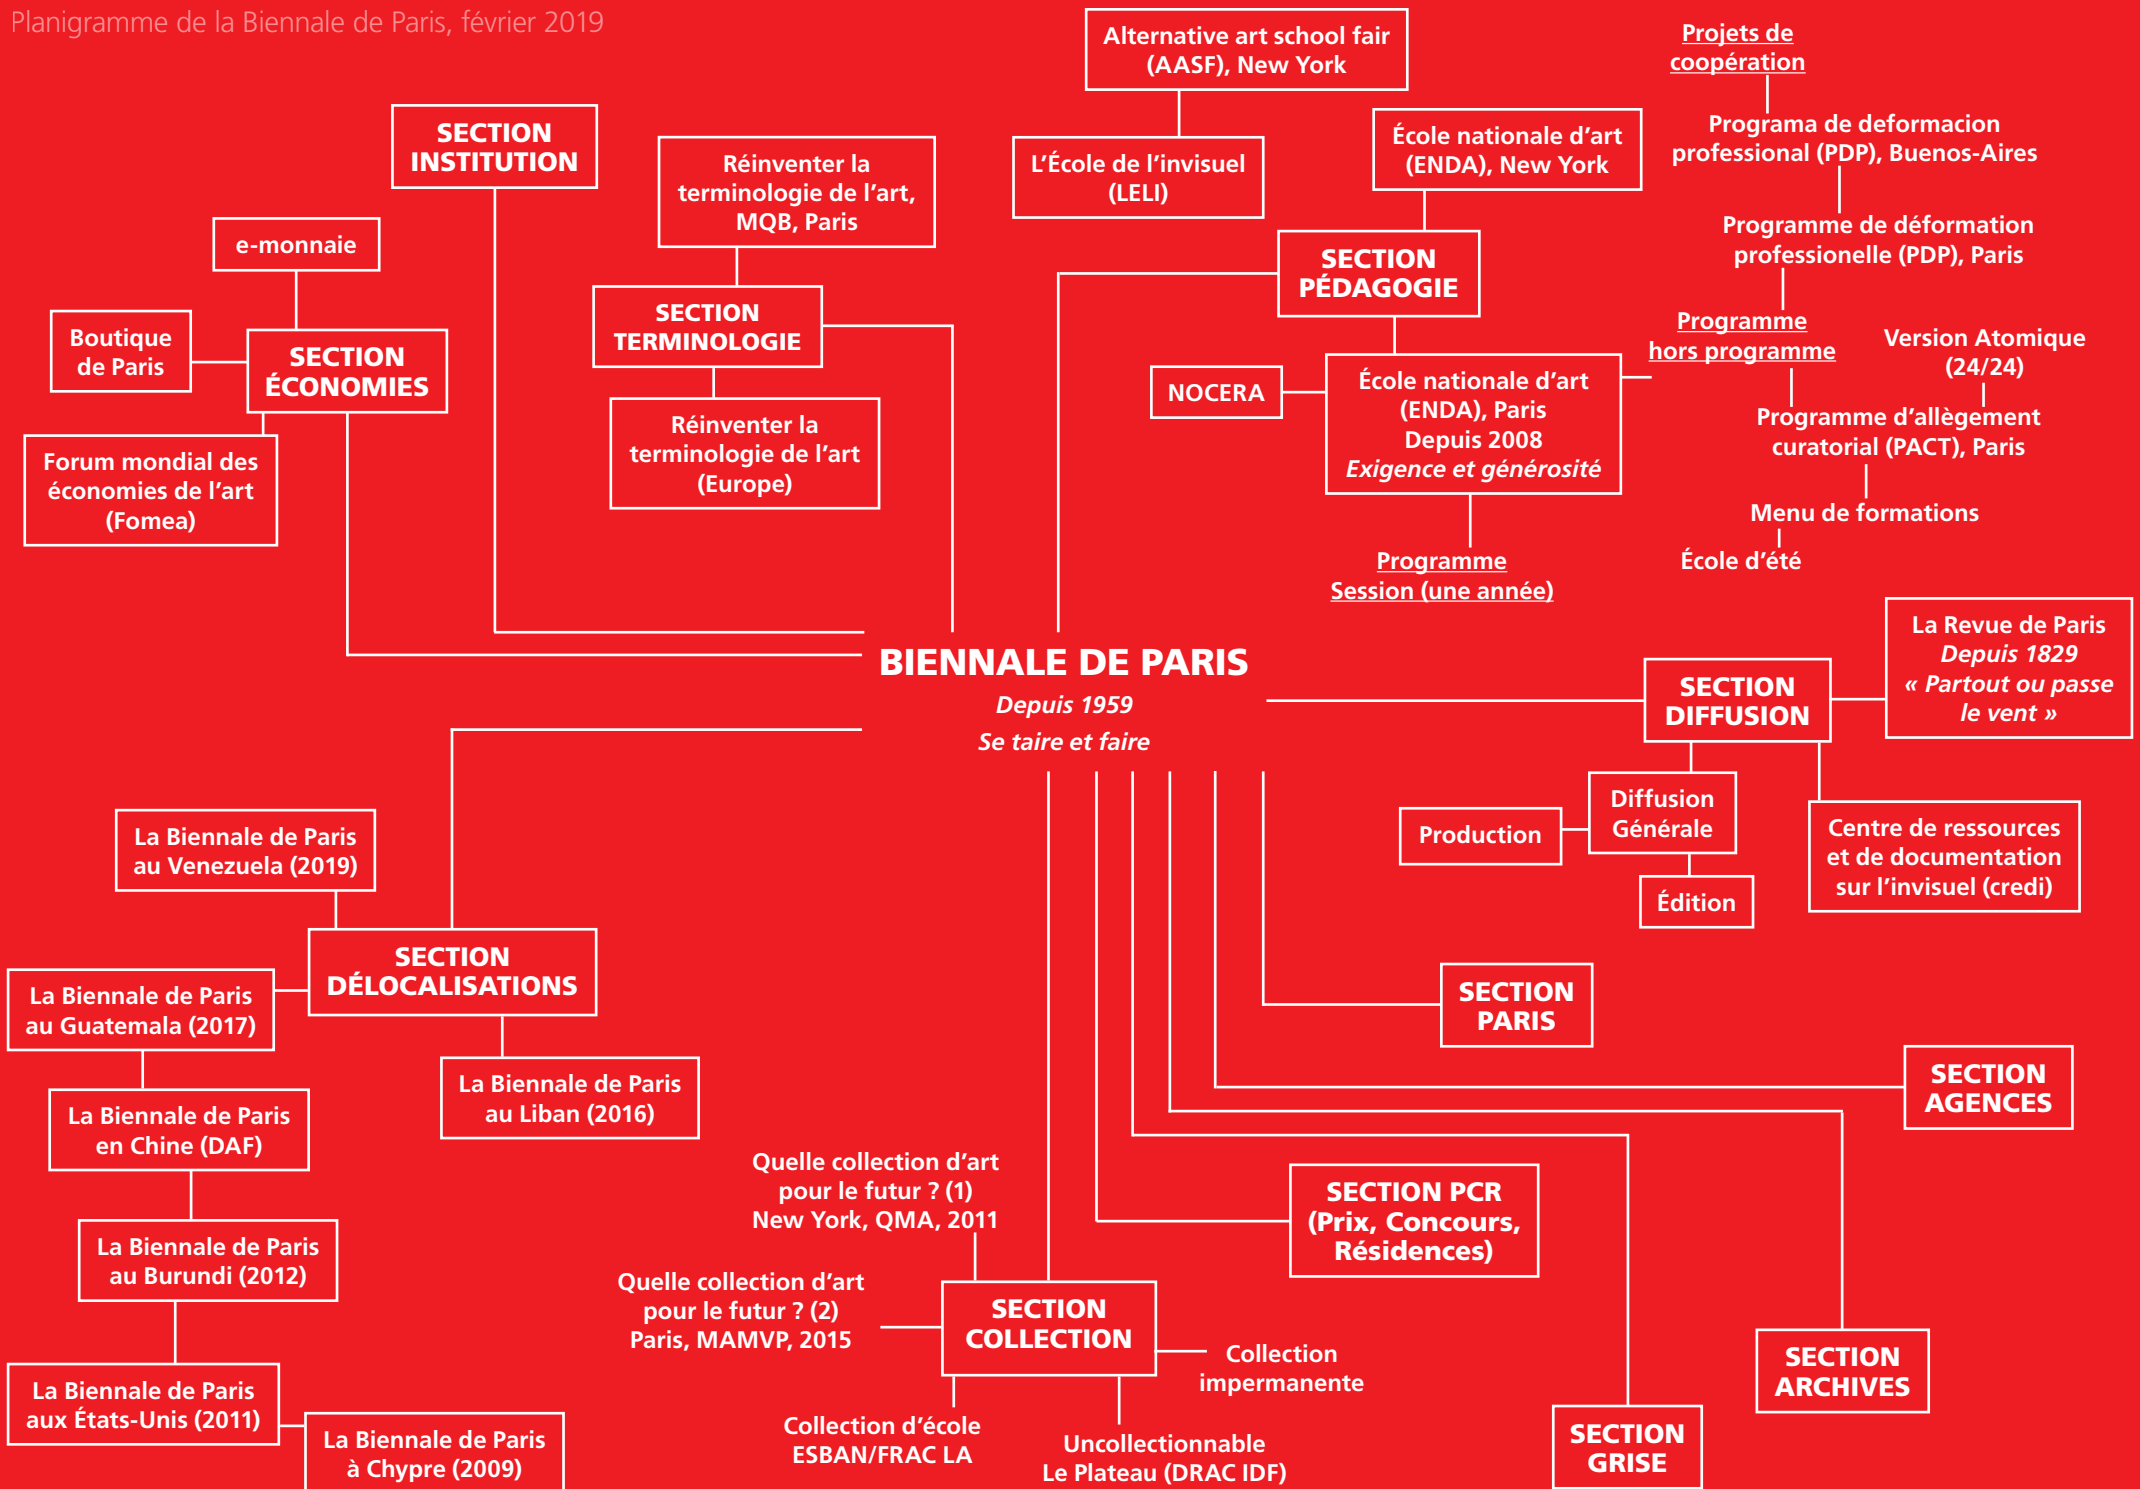 Planigramme de la Biennale de Paris, février 2019
Alternative art school fair
(AASF), New York
Projets de
coopération
SECTION
INSTITUTION
Réinventer la
terminologie de l'art,
MQB, Paris
L'École de l'invisuel
(LELI)
École nationale d'art
(ENDA), New York
Programa de deformacion
professional (PDP), Buenos-Aires
e-monnaie
SECTION
PÉDAGOGIE
Programme de déformation
professionelle (PDP), Paris
Boutique
de Paris
SECTION
ÉCONOMIES
SECTION
TERMINOLOGIE
Programme
hors programme
Version Atomique
(24/24)
NOCERA
École nationale d'art
(ENDA), Paris
Depuis 2008
Exigence et générosité
Programme d'allègement
curatorial (PACT), Paris
Forum mondial des
économies de l'art
(Fomea)
Réinventer la
terminologie de l'art
(Europe)
Menu de formations
École d'été
Programme
Session (une année)
BIENNALE DE PARIS
Depuis 1959
Se taire et faire
SECTION
DIFFUSION
La Revue de Paris
Depuis 1829
« Partout ou passe
le vent »
Production
Diffusion
Générale
Édition
Centre de ressources
et de documentation
sur l'invisuel (credi)
La Biennale de Paris
au Venezuela (2019)
SECTION
DÉLOCALISATIONS
La Biennale de Paris
au Guatemala (2017)
SECTION
PARIS
La Biennale de Paris
au Liban (2016)
SECTION
AGENCES
La Biennale de Paris
en Chine (DAF)
Quelle collection d'art
pour le futur ? (1)
New York, QMA, 2011
SECTION PCR
(Prix, Concours,
Résidences)
La Biennale de Paris
au Burundi (2012)
Quelle collection d'art
pour le futur ? (2)
Paris, MAMVP, 2015
SECTION
COLLECTION
Collection
impermanente
SECTION
ARCHIVES
La Biennale de Paris
aux États-Unis (2011)
La Biennale de Paris
à Chypre (2009)
Collection d'école
ESBAN/FRAC LA
Uncollectionnable
Le Plateau (DRAC IDF)
SECTION
GRISE